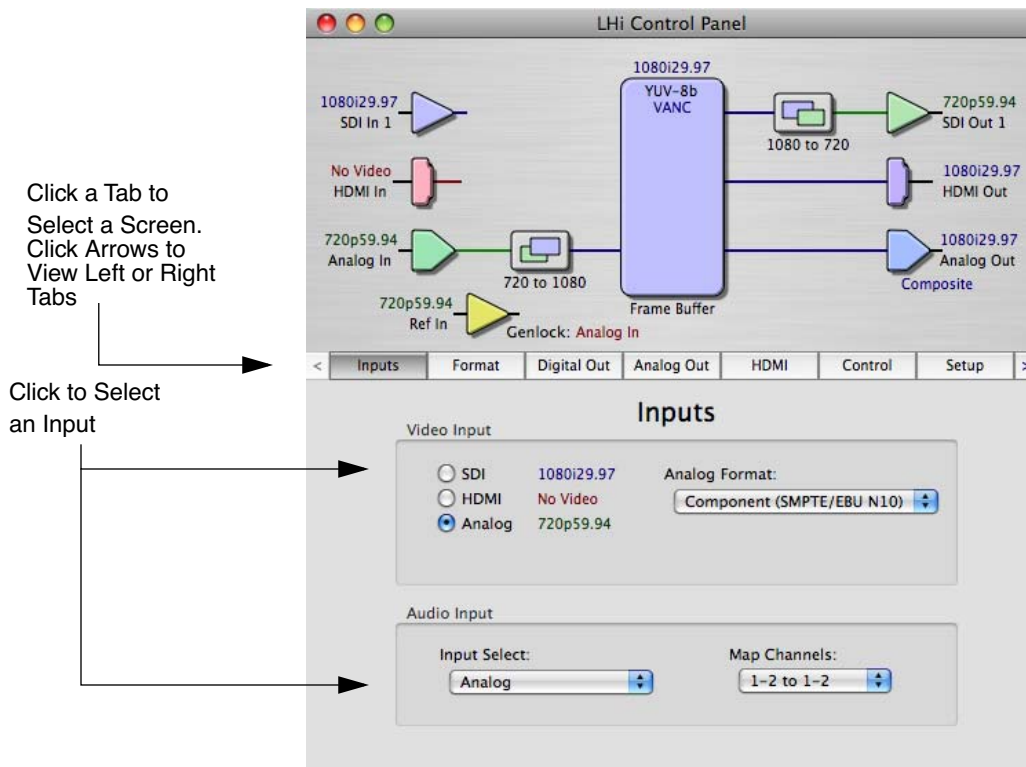 LHi Control Panel
1080i29.97
YUV-8b
VANC
1080i29.97
SDI In 1
720p59.94
SDI Out 1
1080 to 720
No Video
HDMI In
1080i29.97
HDMI Out
Click a Tab to
Select a Screen.
Click Arrows to
View Left or Right
Tabs
720p59.94
Analog In
720 to 1080
1080i29.97
Analog Out
Composite
720p59.94
Ref In
Genlock: Analog In
Frame Buffer
< Inputs Format Digital Out Analog Out HDMI Control Setup >
Click to Select
an Input
Inputs
Video Input
SDI 1080i29.97
HDMI No Video
Analog 720p59.94
Analog Format:
Component (SMPTE/EBU N10)
Audio Input
Input Select:
Analog
Map Channels:
1-2 to 1-2